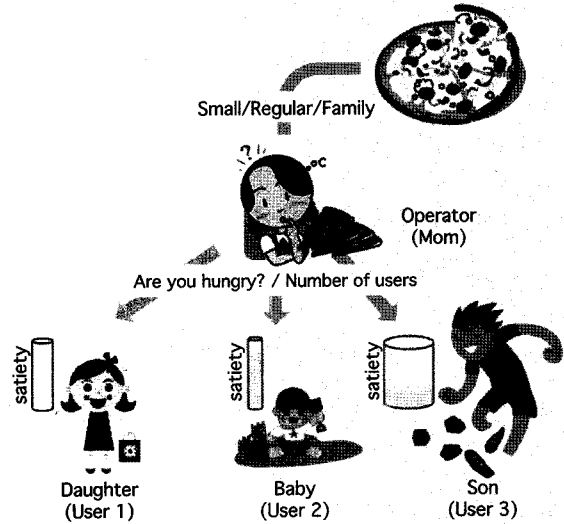 Small/Regular/Family
?
Operator
(Mom)
Are you hungry? / Number of users
satiety
satiety
satiety
Daughter
(User 1)
Baby
(User 2)
Son
(User 3)